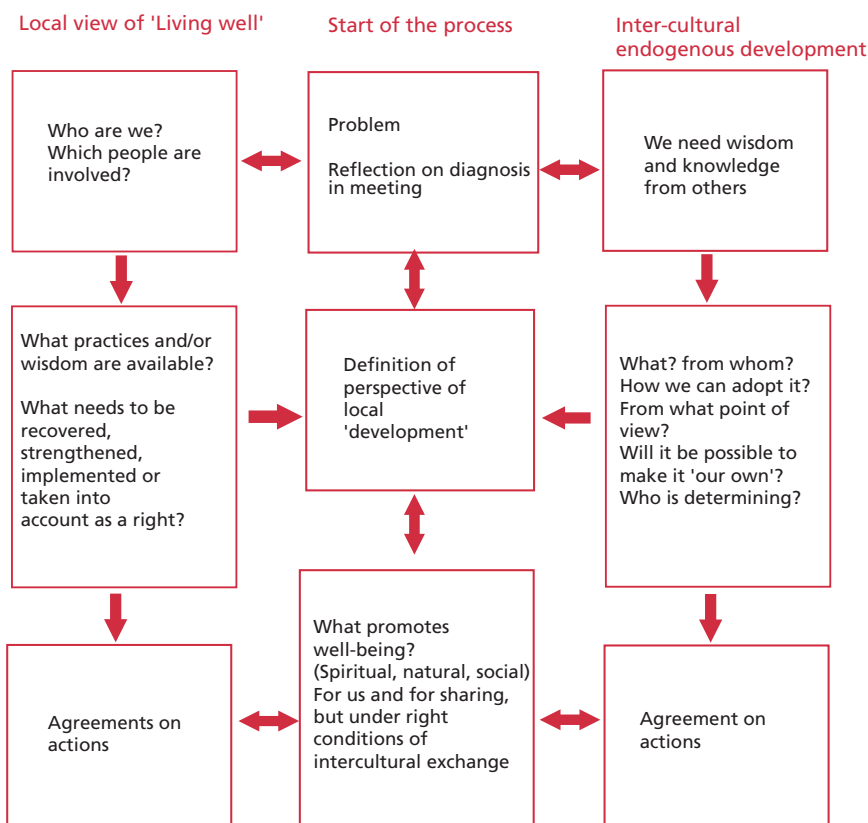 Local view of 'Living well'
Start of the process
Inter-cultural
endogenous development
Who are we?
Which people are
involved?
Problem
Reflection on diagnosis
in meeting
We need wisdom
and knowledge
from others
What practices and/or
wisdom are available?
What needs to be
recovered,
strengthened,
implemented or
taken into
account as a right?
Definition of
perspective of
local
'development'
What? from whom?
How we can adopt it?
From what point of
view?
Will it be possible to
make it 'our own'?
Who is determining?
Agreements on
actions
What promotes
well-being?
(Spiritual, natural, social)
For us and for sharing,
but under right
conditions of
intercultural exchange
Agreement on
actions